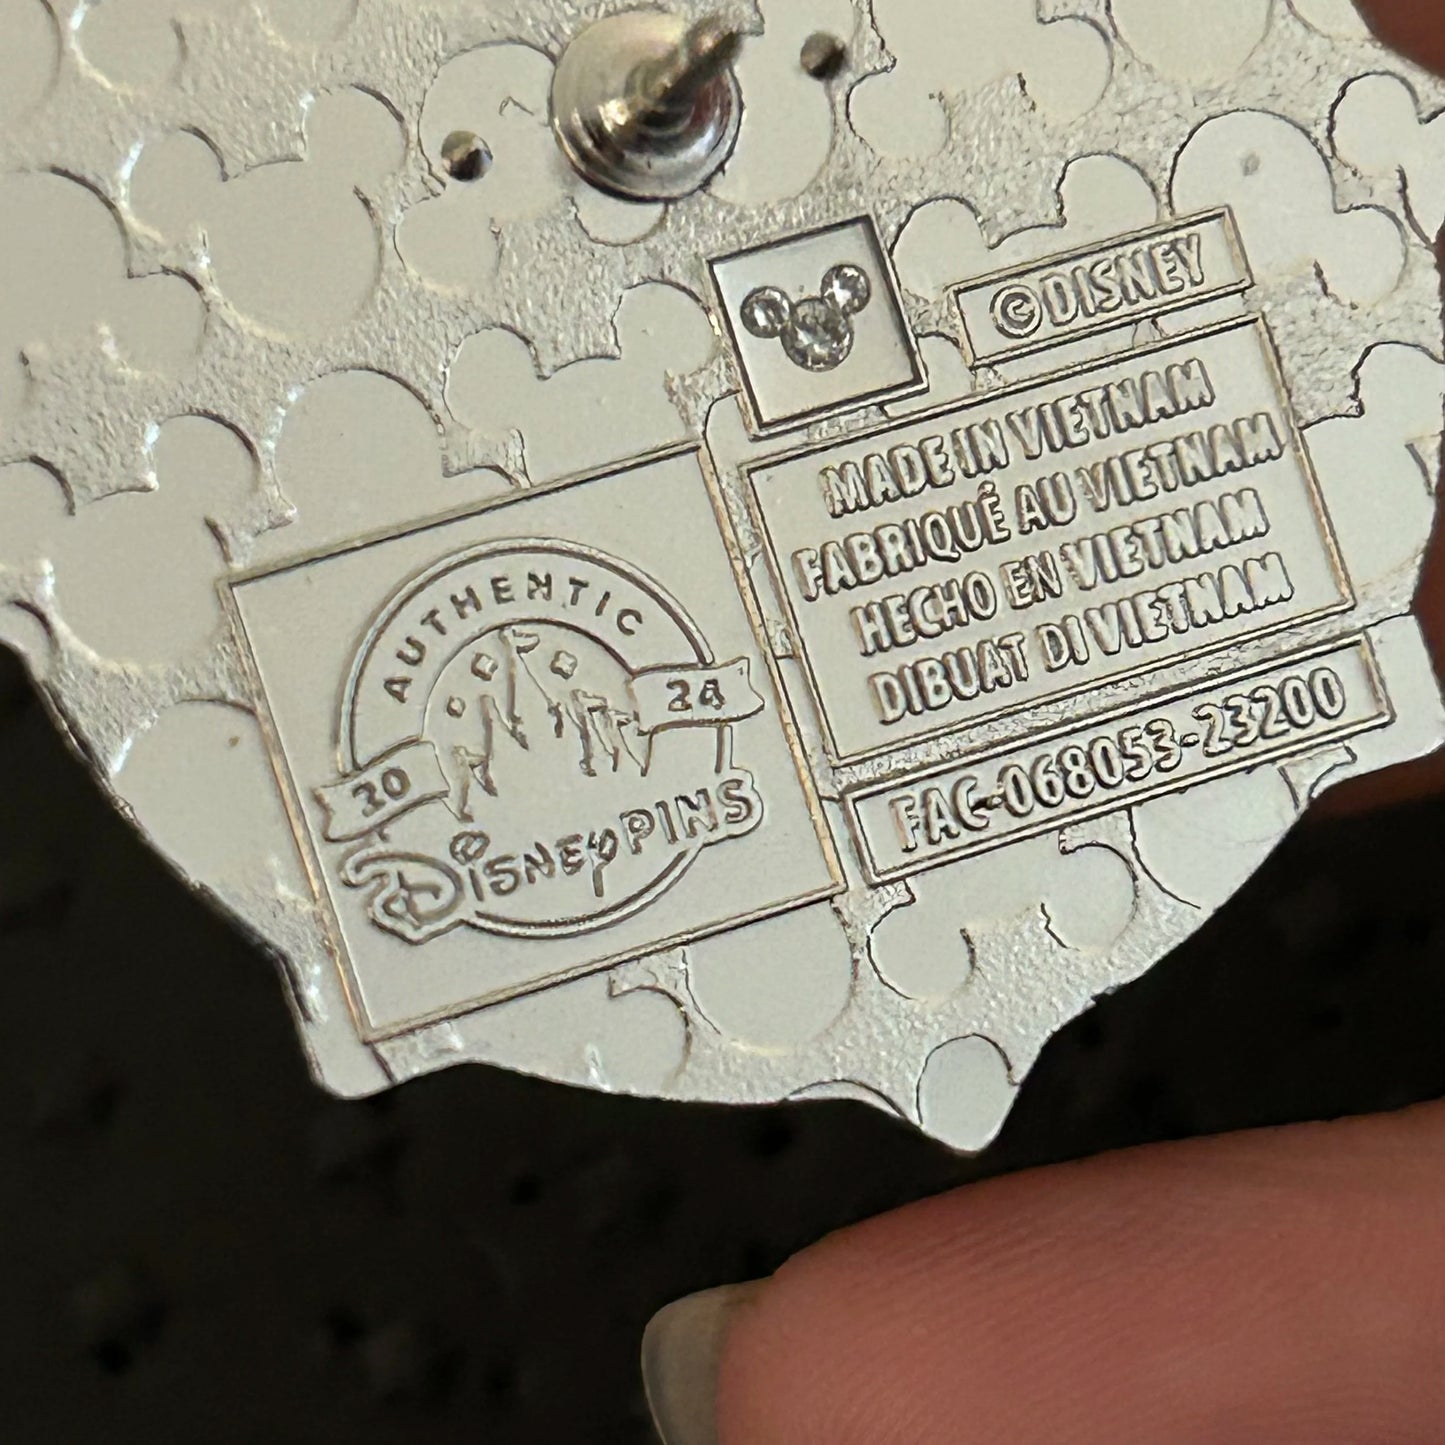 ©DISNEY
MADE IN VIETNAM
FABRIQUÉ AU VIETNAM
HECHO EN VIETNAM
DIBUAT DI VIETNAM
FAC-068053-23200
AUTHENTIC
20 24
DISNEY PINS